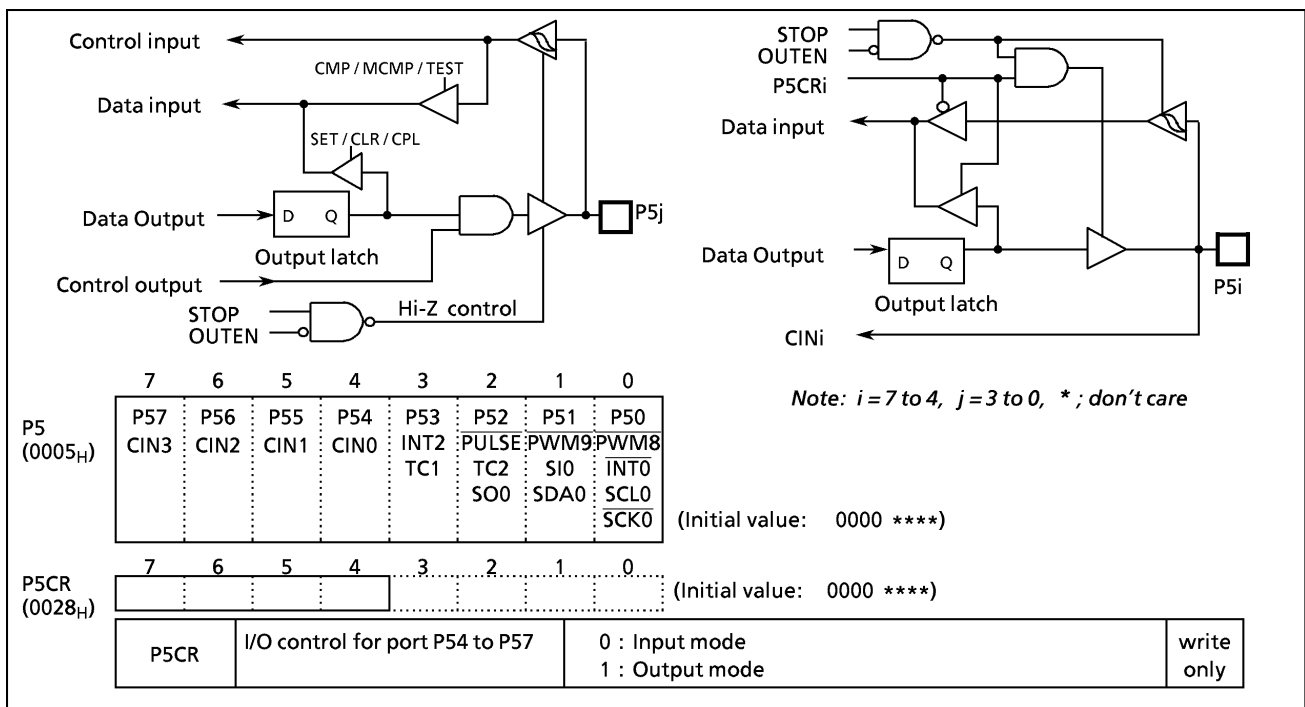 Control input
CMP / MCMP / TEST
Data input
SET / CLR / CPL
Data Output
D Q
Output latch
P5j
Control output
STOP
OUTEN
Hi-Z control
STOP
OUTEN
P5CRi
Data input
Data Output
D Q
Output latch
P5i
CINi
Note: i = 7 to 4, j = 3 to 0, * ; don't care
7 6 5 4 3 2 1 0
P5
(0005H)
P57 P56 P55 P54 P53 P52 P51 P50
CIN3 CIN2 CIN1 CIN0 INT2 PULSE PWM9 PWM8
TC1 TC2 SI0 INT0
SO0 SDA0 SCL0
SCK0
(Initial value: 0000 ****)
7 6 5 4 3 2 1 0
P5CR
(0028H)
(Initial value: 0000 ****)
P5CR
I/O control for port P54 to P57
0 : Input mode
1 : Output mode
write
only